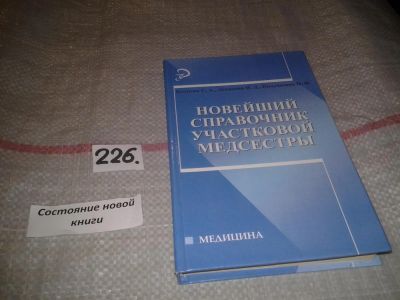 НОВЕЙШИЙ
СПРАВОЧНИК
УЧАСТКОВОЙ
МЕДСЕСТРЫ
МЕДИЦИНА
226.
Состояние новой
книги